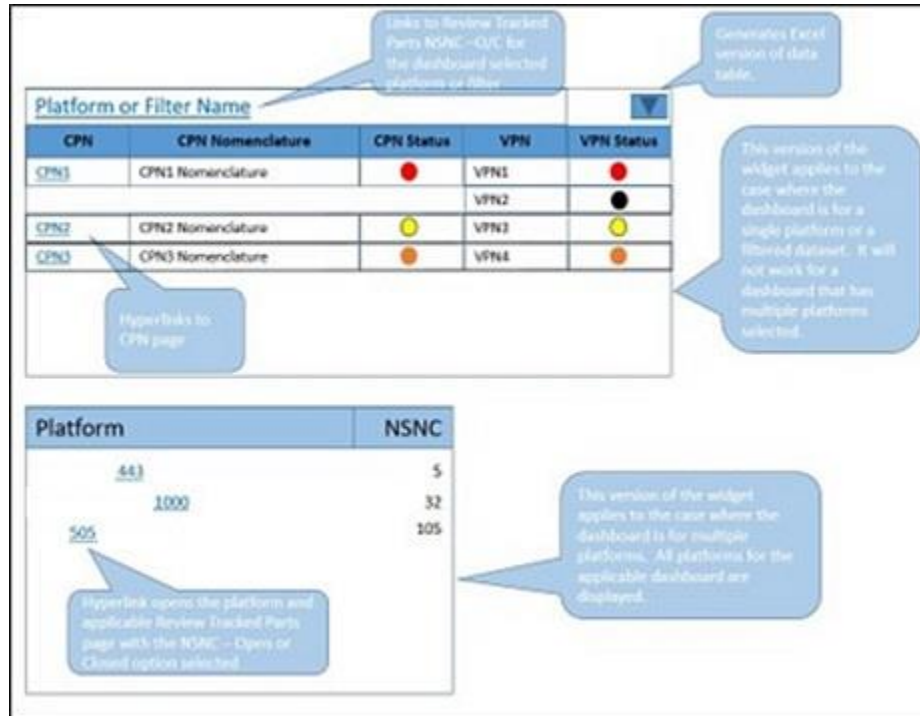 Links to Review Tracked
Parts NSNC –O/C for
the dashboard selected
platform or filter
Generates Excel
version of data
table.
Platform or Filter Name
CPN CPN Nomenclature CPN Status VPN VPN Status
CPN1 CPN1 Nomenclature VPN1
VPN2
CPN2 CPN2 Nomenclature VPN3
CPN3 CPN3 Nomenclature VPN4
This version of the
widget applies to the
case where the
dashboard is for a
single platform or a
filtered dataset. It will
not work for a
dashboard that has
multiple platforms
selected.
Hyperlinks to
CPN page
Platform NSNC
443 5
1000 32
505 105
This version of the widget
applies to the case where the
dashboard is for multiple
platforms. All platforms for the
applicable dashboard are
displayed.
Hyperlink opens the platform and
applicable Review Tracked Parts
page with the NSNC – Open or
Closed option selected